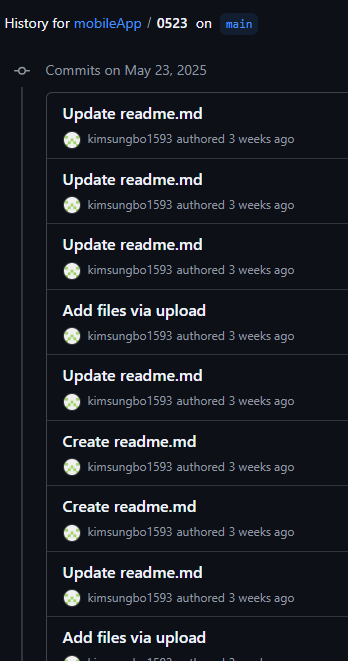 History for mobileApp / 0523 on main
Commits on May 23, 2025
Update readme.md
kimsungbo1593 authored 3 weeks ago
Update readme.md
kimsungbo1593 authored 3 weeks ago
Update readme.md
kimsungbo1593 authored 3 weeks ago
Add files via upload
kimsungbo1593 authored 3 weeks ago
Update readme.md
kimsungbo1593 authored 3 weeks ago
Create readme.md
kimsungbo1593 authored 3 weeks ago
Create readme.md
kimsungbo1593 authored 3 weeks ago
Update readme.md
kimsungbo1593 authored 3 weeks ago
Add files via upload